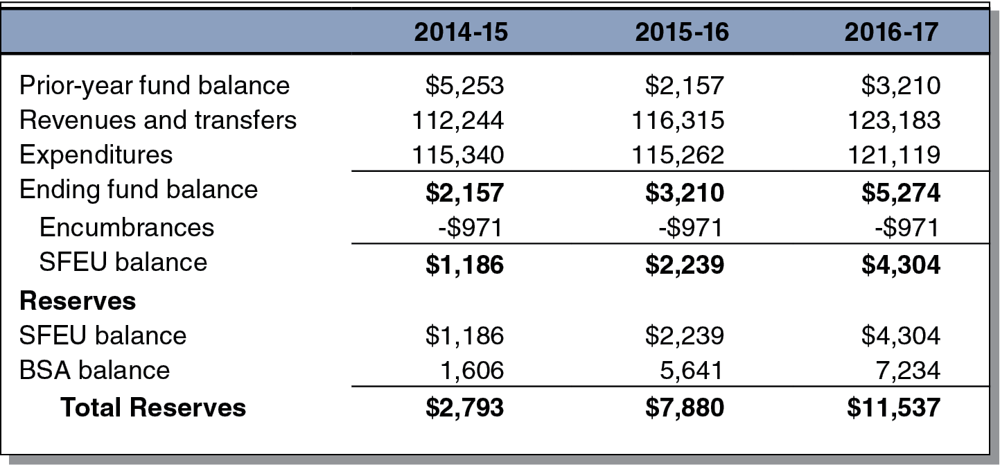 2014-15 2015-16 2016-17
Prior-year fund balance $5,253 $2,157 $3,210
Revenues and transfers 112,244 116,315 123,183
Expenditures 115,340 115,262 121,119
Ending fund balance $2,157 $3,210 $5,274
Encumbrances -$971 -$971 -$971
SFEU balance $1,186 $2,239 $4,304
Reserves
SFEU balance $1,186 $2,239 $4,304
BSA balance 1,606 5,641 7,234
Total Reserves $2,793 $7,880 $11,537